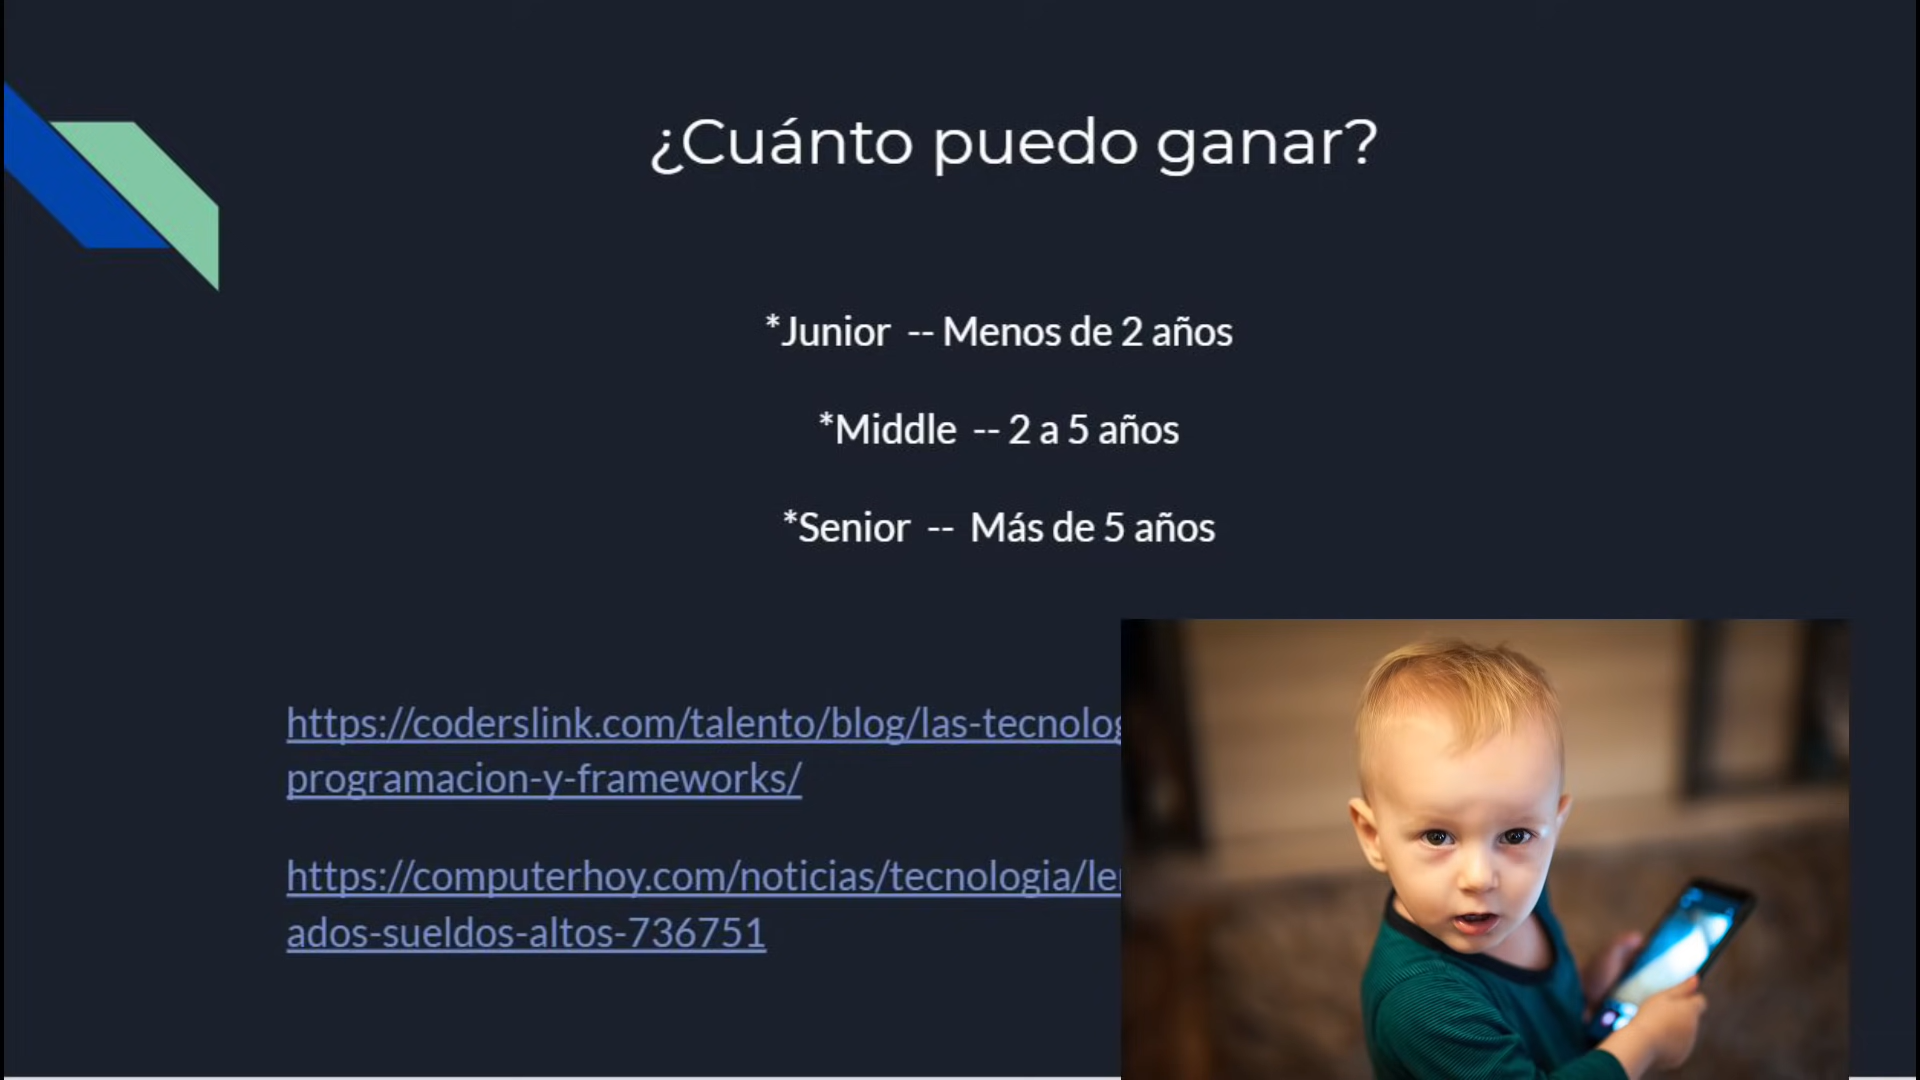 ¿Cuánto puedo ganar?
*Junior -- Menos de 2 años
*Middle -- 2 a 5 años
*Senior -- Más de 5 años
https://coderslink.com/talento/blog/las-tecnolog
programacion-y-frameworks/
https://computerhoy.com/noticias/tecnologia/le
ados-sueldos-altos-736751